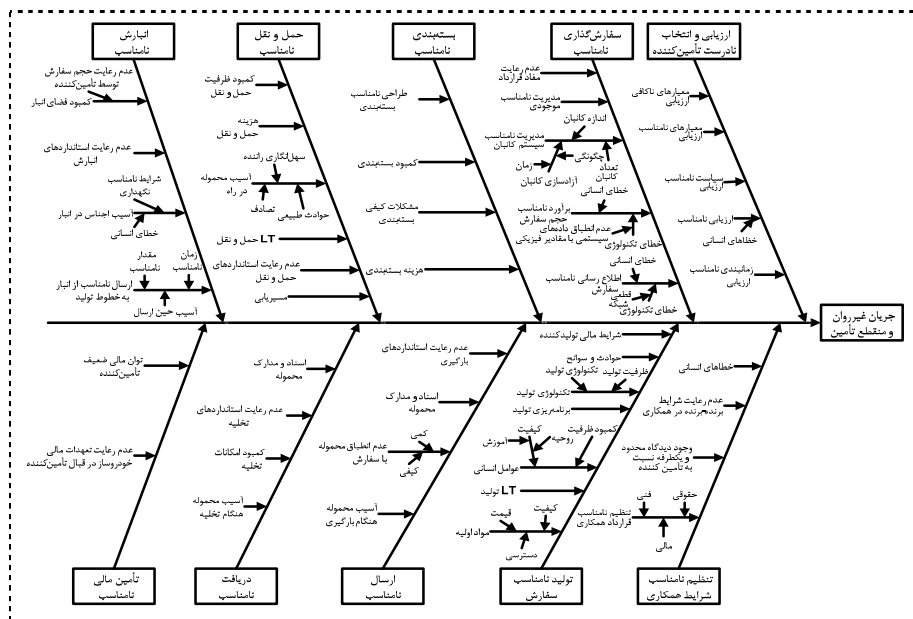 ارزیابی و انتخاب
نادرست تأمین‌کننده
سفارش‌گذاری
نامناسب
بسته‌بندی
نامناسب
حمل و نقل
نامناسب
انبارش
نامناسب
معیارهای ناکافی
ارزیابی
معیارهای نامناسب
ارزیابی
سیاست نامناسب
ارزیابی
ارزیابی نامناسب
خطاهای انسانی
زمانبندی نامناسب
ارزیابی
عدم رعایت
مفاد قرارداد
مدیریت نامناسب
موجودی
اندازه کانبان
مدیریت نامناسب
سیستم کانبان
تعداد
کانبان
چگونگی
آزادسازی کانبان
زمان
خطای انسانی
برآورد نامناسب
حجم سفارش
عدم انطباق داده‌های
سیستمی با مقادیر فیزیکی
خطای تکنولوژی
خطای انسانی
اطلاع رسانی نامناسب
سفارش
قطعی
شبکه
خطای تکنولوژی
طراحی نامناسب
بسته‌بندی
کمبود بسته‌بندی
مشکلات کیفی
بسته‌بندی
هزینه بسته‌بندی
کمبود ظرفیت
حمل و نقل
هزینه
حمل و نقل
سهل‌انگاری راننده
آسیب محموله
در راه
تصادف
حوادث طبیعی
LT حمل و نقل
عدم رعایت استانداردهای
حمل و نقل
مسیریابی
عدم رعایت حجم سفارش
توسط تأمین‌کننده
کمبود فضای انبار
عدم رعایت استانداردهای
انبارش
شرایط نامناسب
نگهداری
آسیب اجناس در انبار
خطای انسانی
زمان
نامناسب
مقدار
نامناسب
ارسال نامناسب از انبار
به خطوط تولید
آسیب حین ارسال
جریان غیرروان
و منقطع تأمین
خطاهای انسانی
عدم رعایت شرایط
برنده-برنده در همکاری
وجود دیدگاه محدود
و یکطرفه نسبت
به تأمین کننده
حقوقی
فنی
تنظیم نامناسب
قرارداد همکاری
مالی
شرایط مالی تولیدکننده
حوادث و سوانح
تکنولوژی تولید
ظرفیت تولید
تکنولوژی تولید
برنامه‌ریزی تولید
کمبود ظرفیت
کیفیت
روحیه
آموزش
عوامل انسانی
LT تولید
کیفیت
قیمت
مواد اولیه
دسترسی
عدم رعایت استانداردهای
بارگیری
اسناد و مدارک
محموله
کمی
عدم انطباق محموله
با سفارش
کیفی
آسیب محموله
هنگام بارگیری
اسناد و مدارک
محموله
عدم رعایت استانداردهای
تخلیه
کمبود امکانات
تخلیه
آسیب محموله
هنگام تخلیه
توان مالی ضعیف
تأمین‌کننده
عدم رعایت تعهدات مالی
خودروساز در قبال تأمین‌کننده
تنظیم نامناسب
شرایط همکاری
تولید نامناسب
سفارش
ارسال
نامناسب
دریافت
نامناسب
تأمین مالی
نامناسب